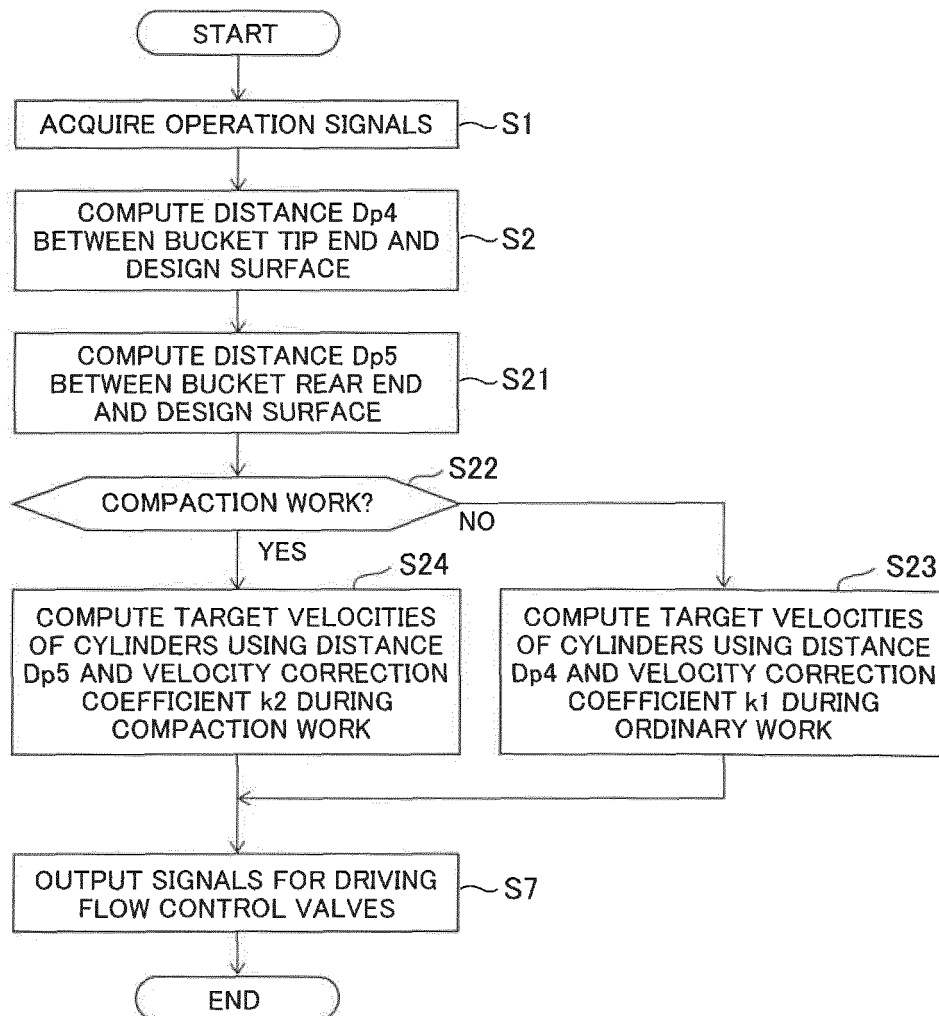 START
ACQUIRE OPERATION SIGNALS
S1
COMPUTE DISTANCE Dp4
BETWEEN BUCKET TIP END AND
DESIGN SURFACE
S2
COMPUTE DISTANCE Dp5
BETWEEN BUCKET REAR END
AND DESIGN SURFACE
S21
S22
COMPACTION WORK?
NO
YES
S24
COMPUTE TARGET VELOCITIES
OF CYLINDERS USING DISTANCE
Dp5 AND VELOCITY CORRECTION
COEFFICIENT k2 DURING
COMPACTION WORK
S23
COMPUTE TARGET VELOCITIES
OF CYLINDERS USING DISTANCE
Dp4 AND VELOCITY CORRECTION
COEFFICIENT k1 DURING
ORDINARY WORK
OUTPUT SIGNALS FOR DRIVING
FLOW CONTROL VALVES
S7
END